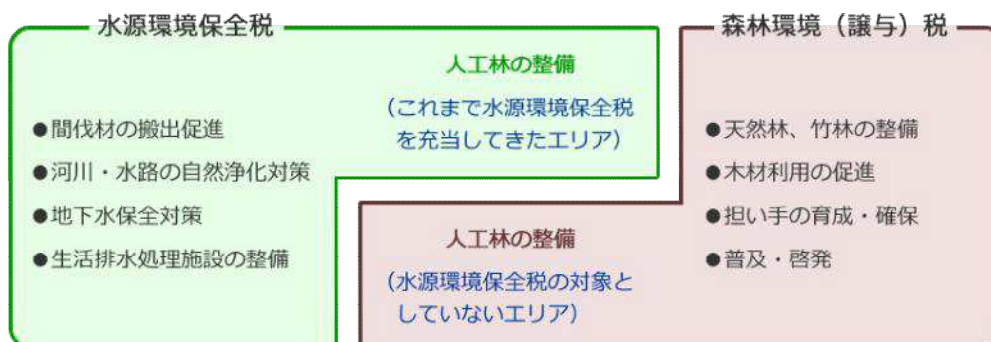 水源環境保全税
●間伐材の搬出促進
●河川・水路の自然浄化対策
●地下水保全対策
●生活排水処理施設の整備
人工林の整備
（これまで水源環境保全税
を充当してきたエリア）
森林環境（譲与）税
人工林の整備
（水源環境保全税の対象と
していないエリア）
●天然林、竹林の整備
●木材利用の促進
●担い手の育成・確保
●普及・啓発